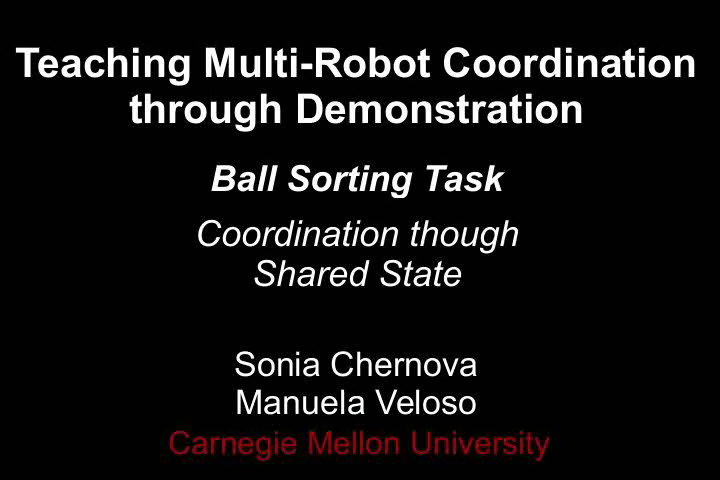 Teaching Multi-Robot Coordination
through Demonstration
Ball Sorting Task
Coordination though
Shared State
Sonia Chernova
Manuela Veloso
Carnegie Mellon University